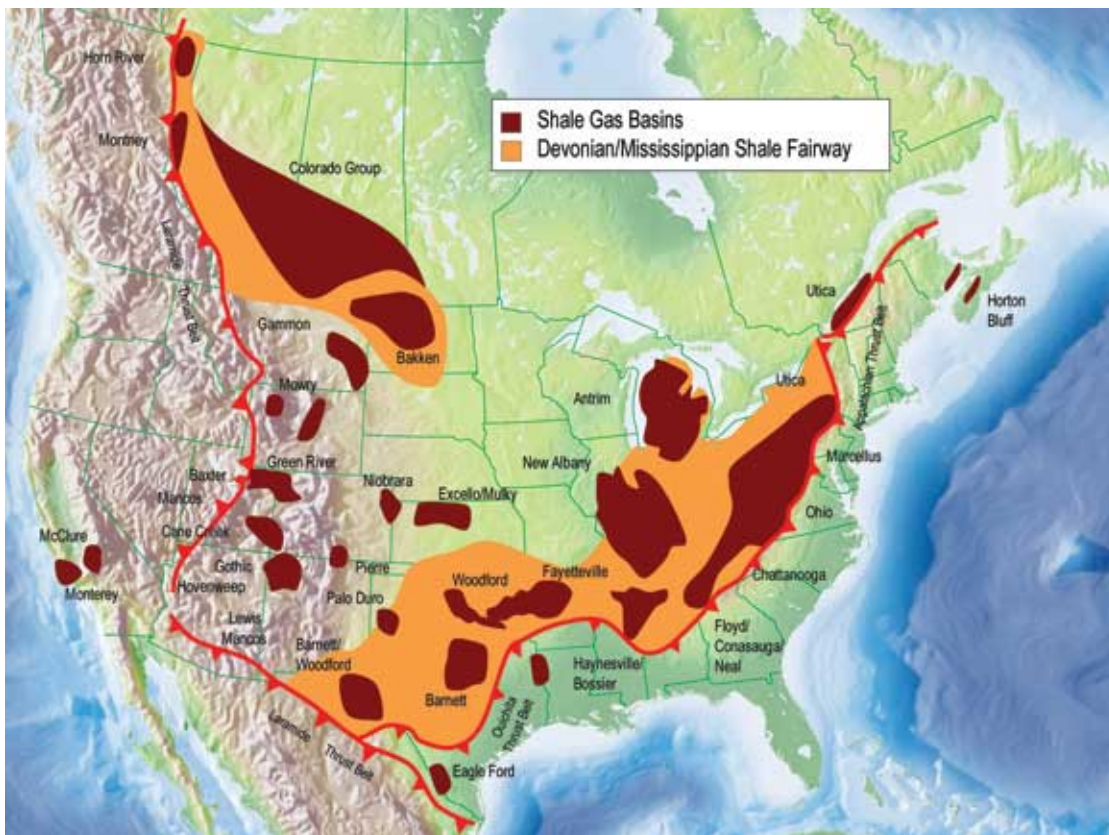 Horn River
Shale Gas Basins
Devonian/Mississippian Shale Fairway
Montney
Colorado Group
Laramide
Thrust Belt
Utica
Horton
Bluff
Gammon
Bakken
Appalachian Thrust Belt
Utica
Mowry
Antrim
Green River
New Albany
Marcellus
Baxter
Niobrara
Mancos
Excello/Mulky
Ohio
McClure
Cane Creek
Gothic
Pierre
Fayetteville
Chattanooga
Monterey
Hovenweep
Woodford
Palo Duro
Lewis
Mancos
Floyd/
Conasauga/
Neal
Barnett/
Woodford
Haynesville/
Bossier
Barnett
Ouchita
Thrust Belt
Laramide
Thrust Belt
Eagle Ford